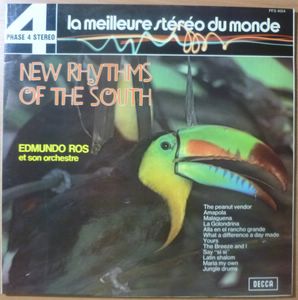 4
PHASE 4 STEREO
la meilleure stéréo du monde
NEW RHYTHMS
OF THE SOUTH
EDMUNDO ROS
et son orchestre
The peanut vendor
Amapola
Malaguena
La Golondrina
Alla en el rancho grande
What a difference a day made
Yours
The Breeze and I
Say "si si"
Latin shalom
Maria my own
Jungle drums
DECCA